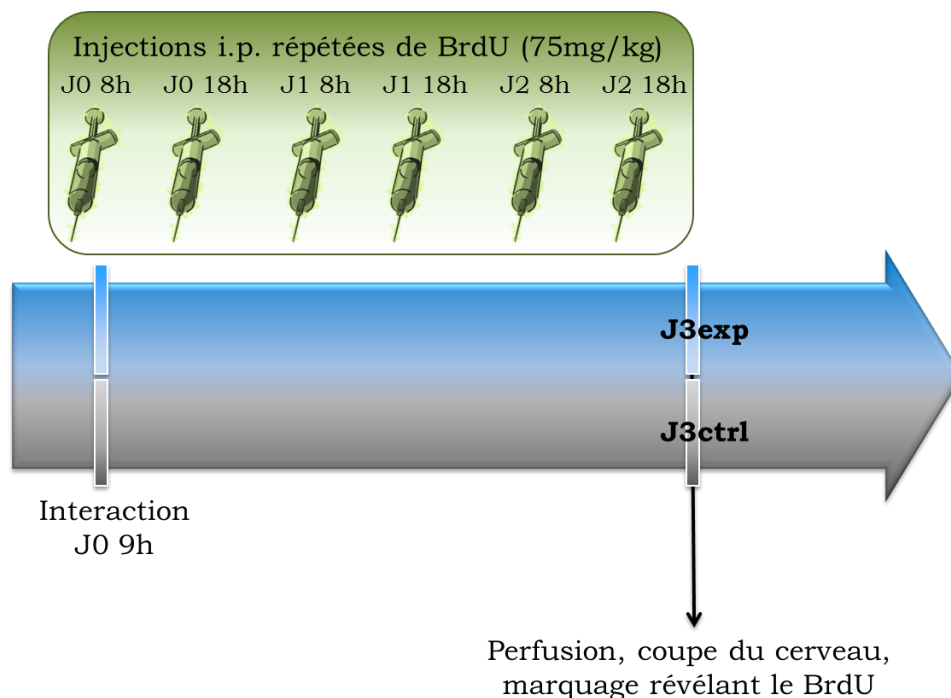 Injections i.p. répétées de BrdU (75mg/kg)
J0 8h J0 18h J1 8h J1 18h J2 8h J2 18h
J3exp
J3ctrl
Interaction
J0 9h
Perfusion, coupe du cerveau,
marquage révélant le BrdU